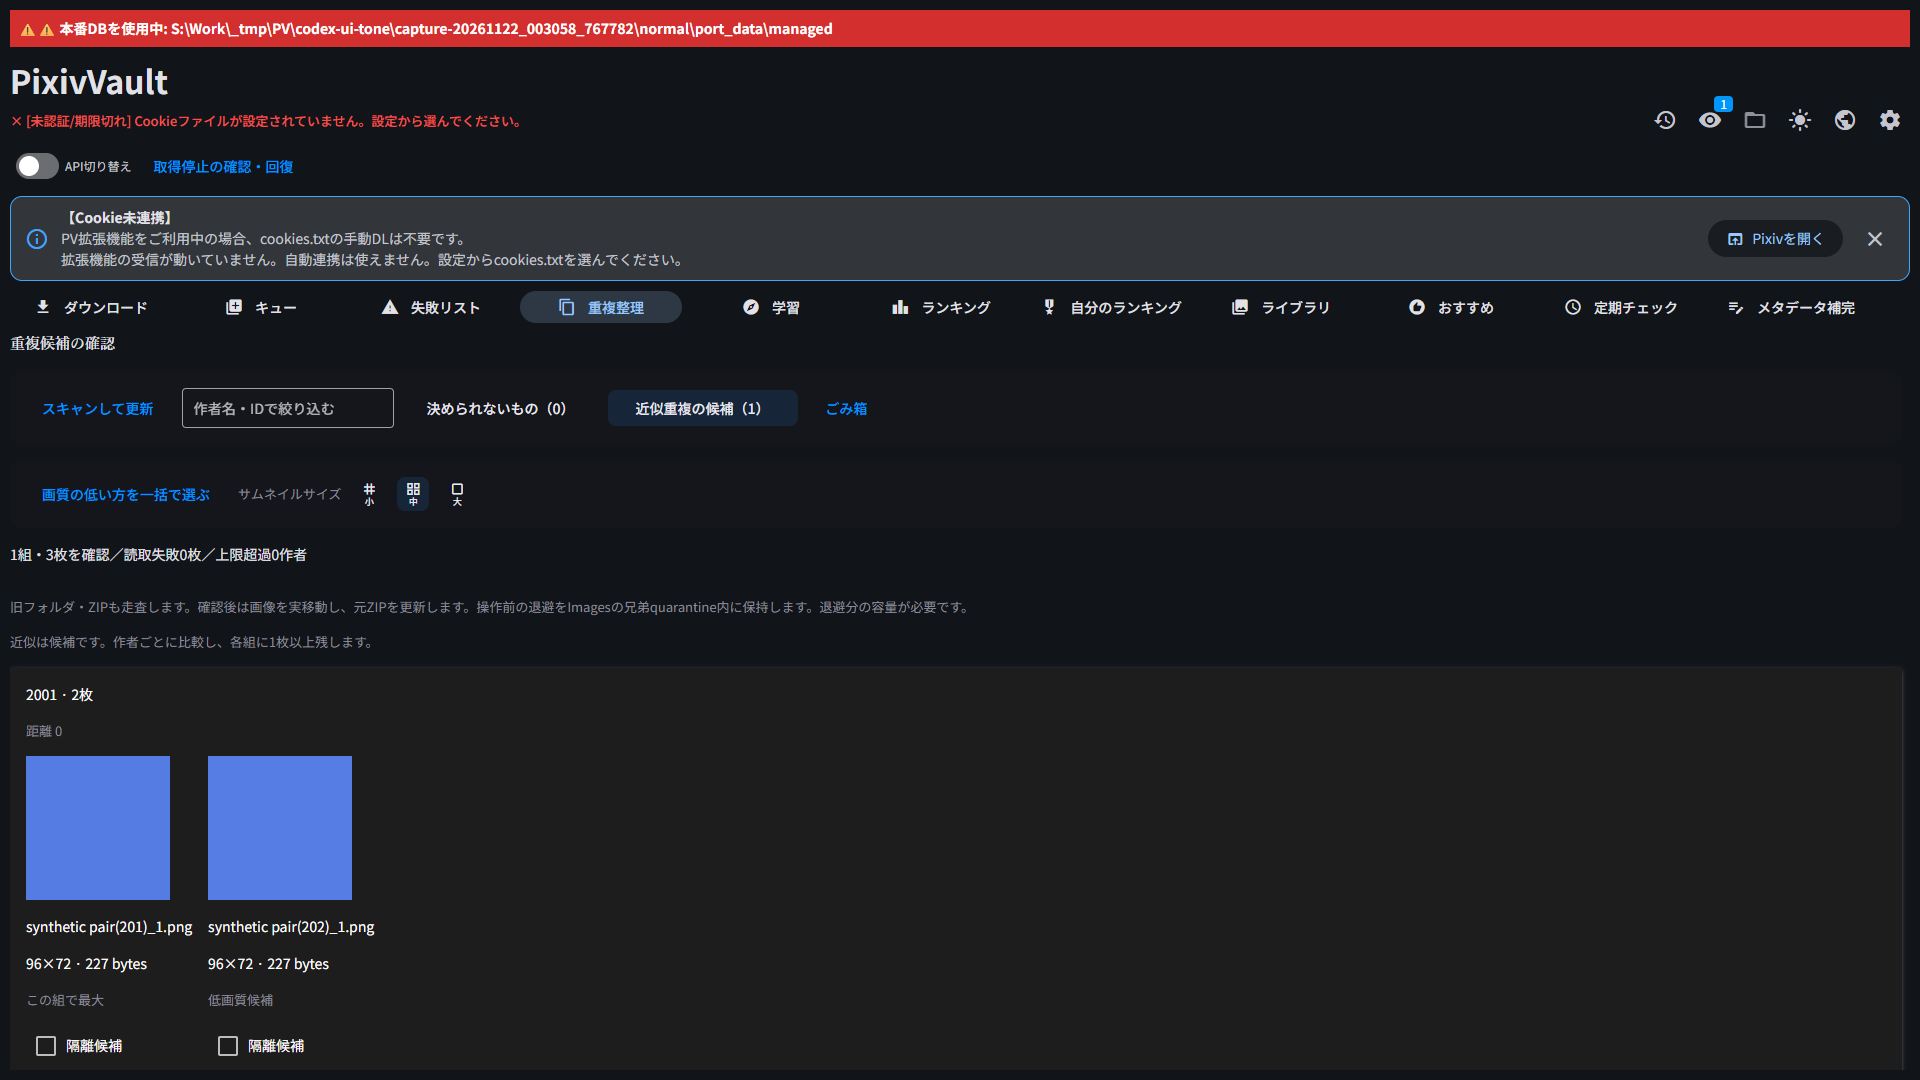 本番DBを使用中: S:\Work\_tmp\PV\codex-ui-tone\capture-20261122_003058_767782\normal\port_data\managed
PixivVault
× [未認証/期限切れ] Cookieファイルが設定されていません。設定から選んでください。
1
API切り替え 取得停止の確認・回復
【Cookie未連携】
PV拡張機能をご利用中の場合、cookies.txtの手動DLは不要です。
拡張機能の受信が動いていません。自動連携は使えません。設定からcookies.txtを選んでください。
Pixivを開く
ダウンロード キュー 失敗リスト 重複整理 学習 ランキング 自分のランキング ライブラリ おすすめ 定期チェック メタデータ補完
重複候補の確認
スキャンして更新 作者名・IDで絞り込む 決められないもの（0） 近似重複の候補（1） ごみ箱
画質の低い方を一括で選ぶ サムネイルサイズ 小 中 大
1組・3枚を確認／読取失敗0枚／上限超過0作者
旧フォルダ・ZIPも走査します。確認後は画像を実移動し、元ZIPを更新します。操作前の退避をImagesの兄弟quarantine内に保持します。退避分の容量が必要です。
近似は候補です。作者ごとに比較し、各組に1枚以上残します。
2001 · 2枚
距離 0
synthetic pair(201)_1.png synthetic pair(202)_1.png
96×72 · 227 bytes 96×72 · 227 bytes
この組で最大 低画質候補
隔離候補 隔離候補